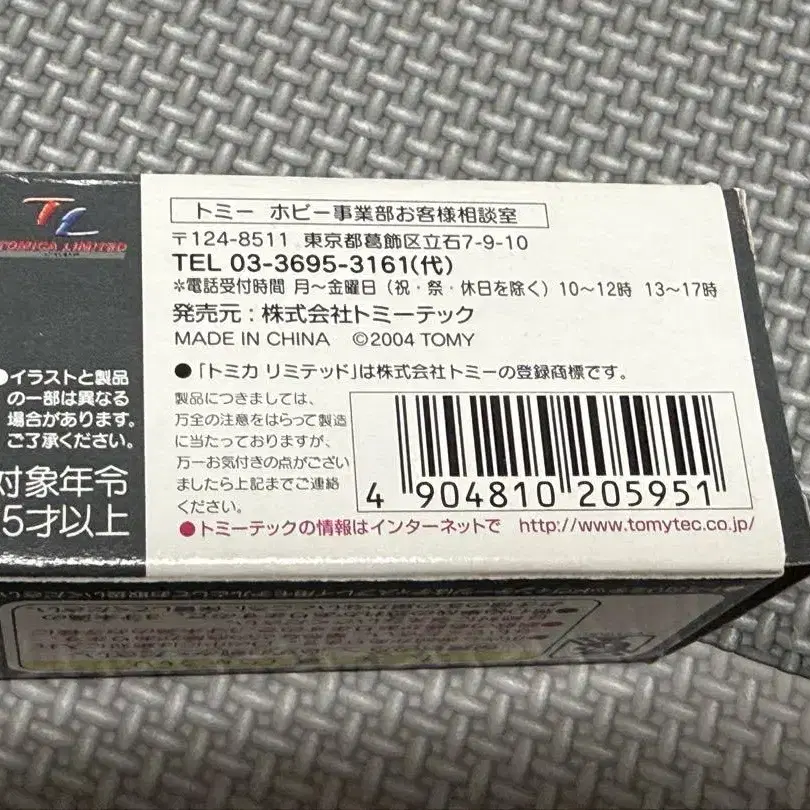 TL
TOMICA LIMITED
トミー ホビー事業部お客様相談室
〒124-8511 東京都葛飾区立石7-9-10
TEL 03-3695-3161(代)
*電話受付時間 月～金曜日(祝・祭・休日を除く) 10～12時 13～17時
発売元:株式会社トミーテック
MADE IN CHINA ©2004 TOMY
●「トミカ リミテッド」は株式会社トミーの登録商標です。
製品につきましては、
万全の注意をはらって製造
に当たっておりますが、
万一お気付きの点がござい
ましたら上記までご連絡
ください。
4 904810 205951
●トミーテックの情報はインターネットで http://www.tomytec.co.jp/
●イラストと製品
の一部は異なる
場合があります。
ご了承ください。
対象年令
15才以上